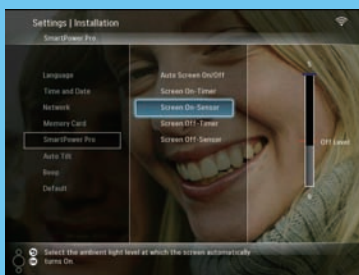 Settings | Installation
SmartPower Pro
Language
Time and Date
Network
Memory Card
SmartPower Pro
Auto Tilt
Beep
Default
Auto Screen On/Off
Screen On-Timer
Screen On-Sensor
Screen Off-Timer
Screen Off-Sensor
5
Off Level
0
Select the ambient light level at which the screen automatically
turns On.